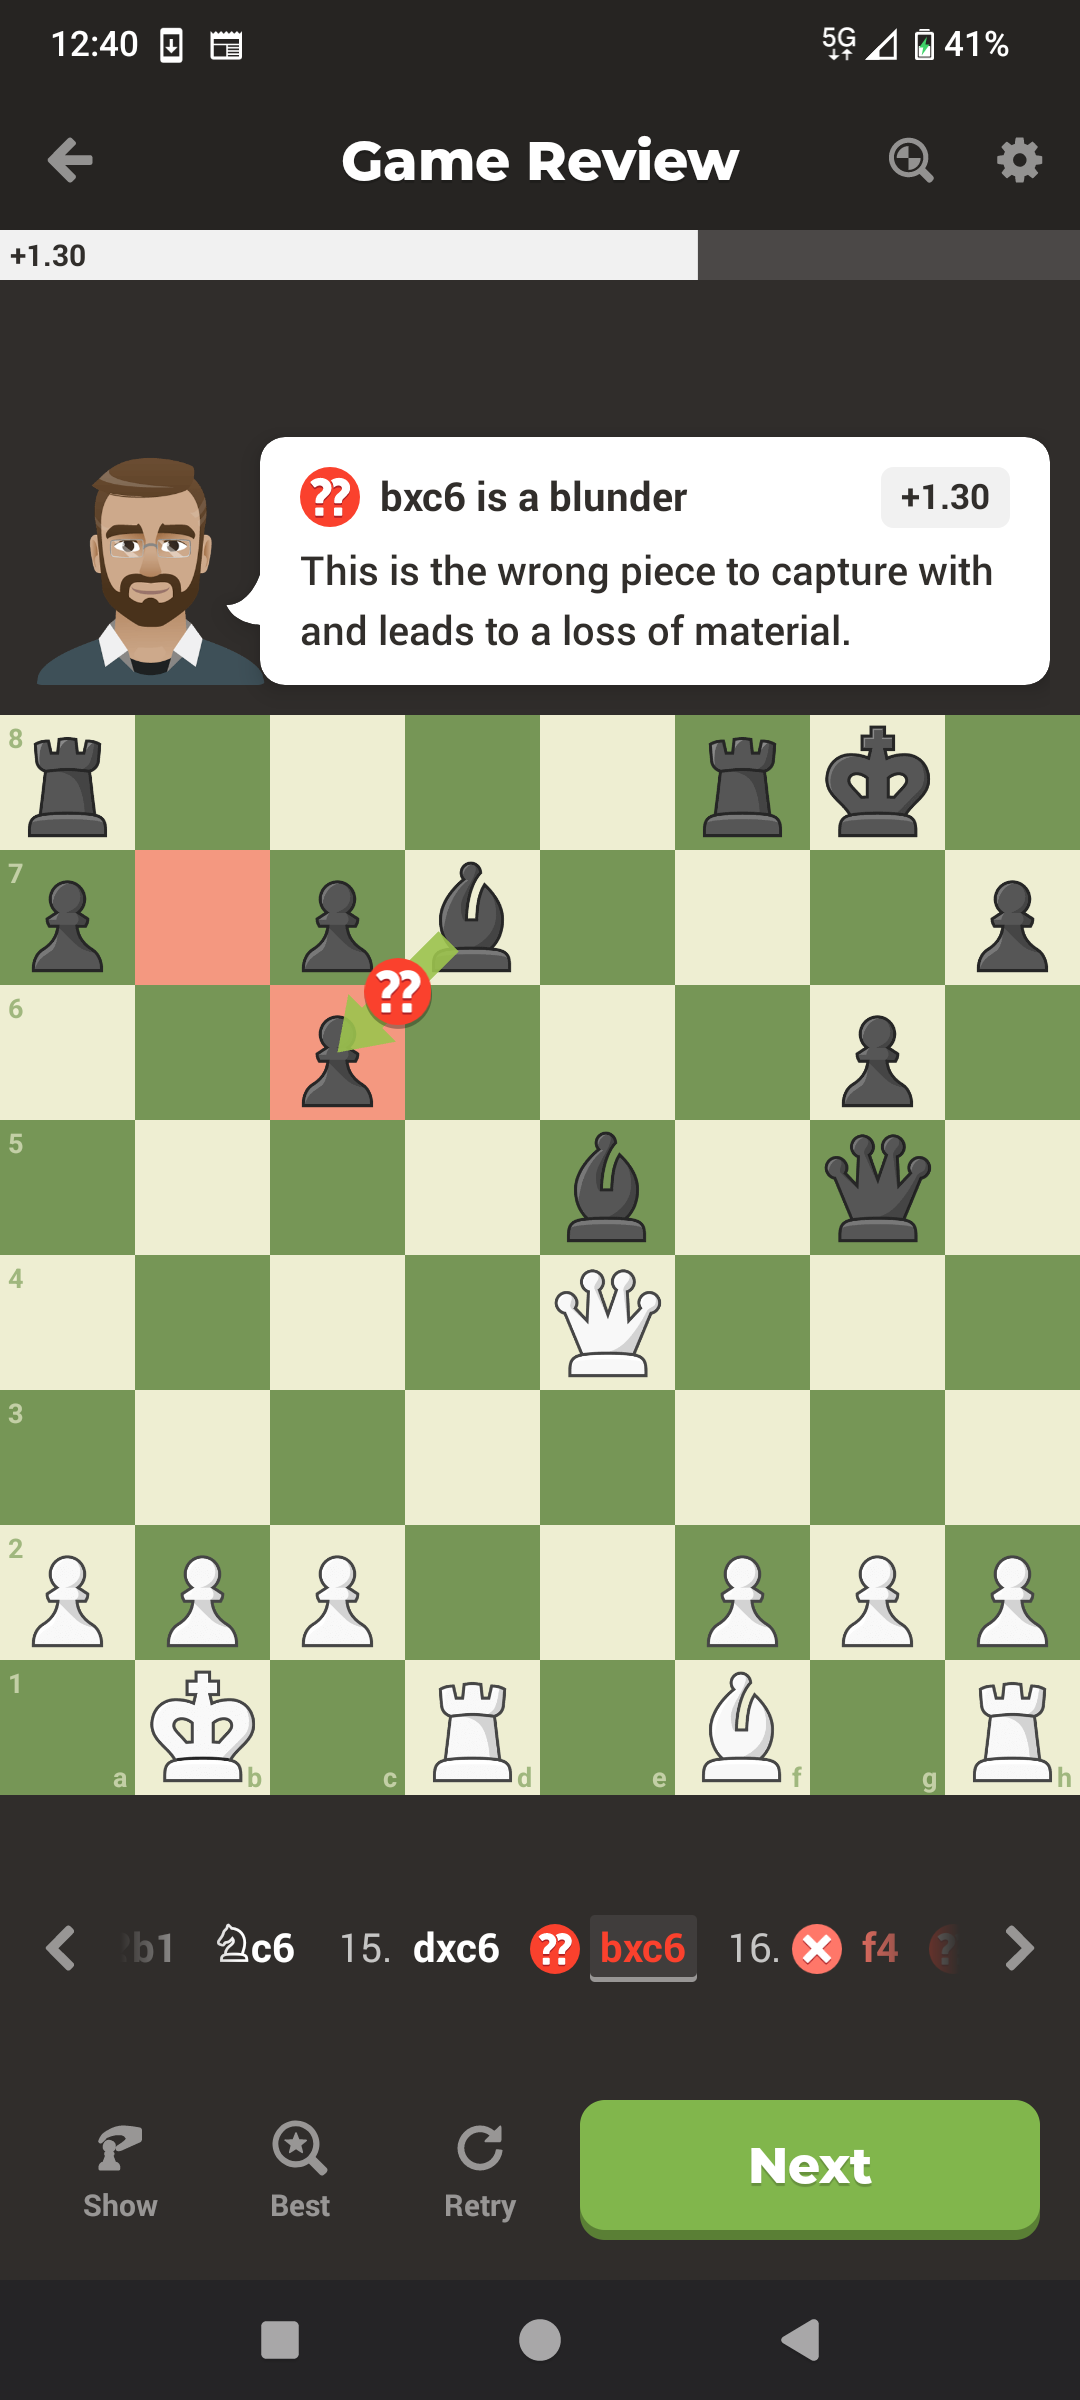 12:40 5G 41%
Game Review
+1.30
?? bxc6 is a blunder +1.30
This is the wrong piece to capture with
and leads to a loss of material.
8
7
??
6
5
4
3
2
1
a b c d e f g h
b1 c6 15. dxc6 ?? bxc6 16. f4 ?
Show Best Retry Next